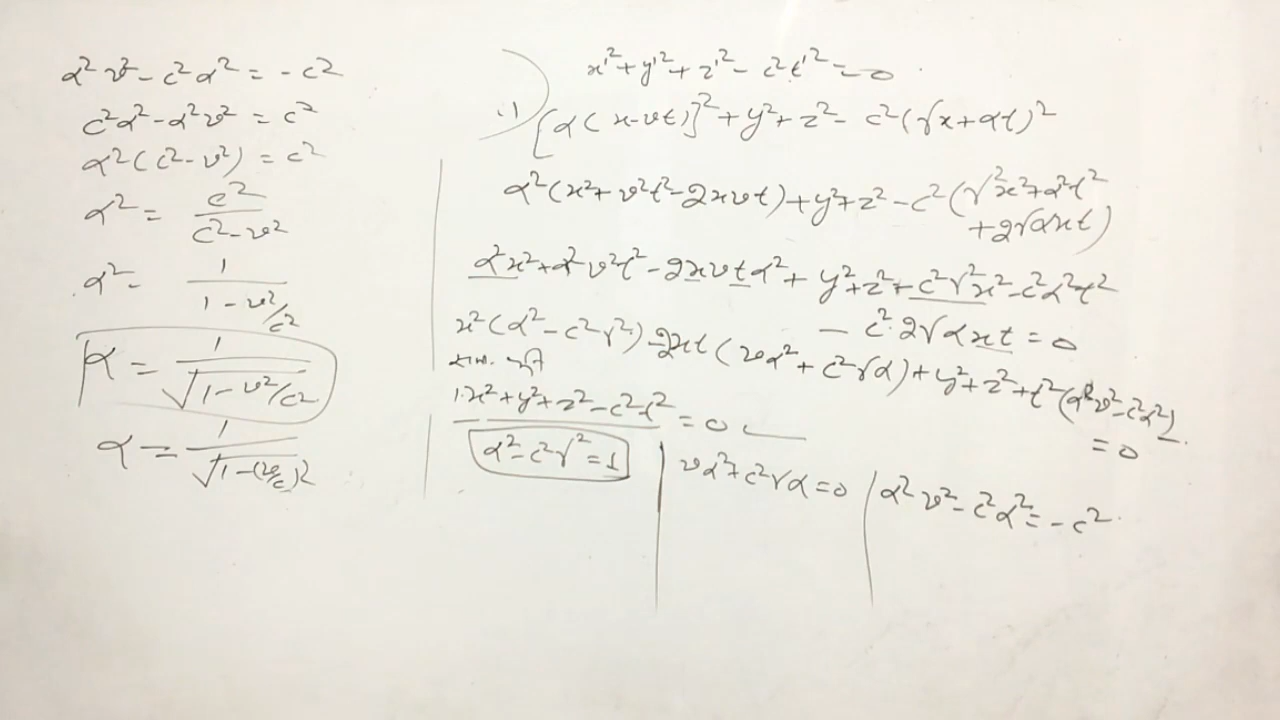 α²v² - c²α² = -c²
c²α² - α²v² = c²
α²(c² - v²) = c²
α² = c² / (c² - v²)
α² - 1 / (1 - v²/c²)
α = 1 / √(1 - v²/c²)
α = 1 / √(1 - (v/c)²)
x'² + y'² + z'² - c²t'² = 0
[α(x - vt)]² + y² + z² - c²(γx + αt)²
α²(x² + v²t² - 2xvt) + y² + z² - c²(γ²x² + α²t²
+ 2γαxt)
α²x² + α²v²t² - 2xvtα² + y² + z² + c²γ²x² - c²α²t²
- c²·2γαxt = 0
x²(α² - c²γ²) - 2xt(vα² + c²γα) + y² + z² + t²(α²v² - c²α²)
= 0
1·x² + y² + z² - c²t² = 0
α² - c²γ² = 1
vα² + c²γα = 0
α²v² - c²α² = -c²